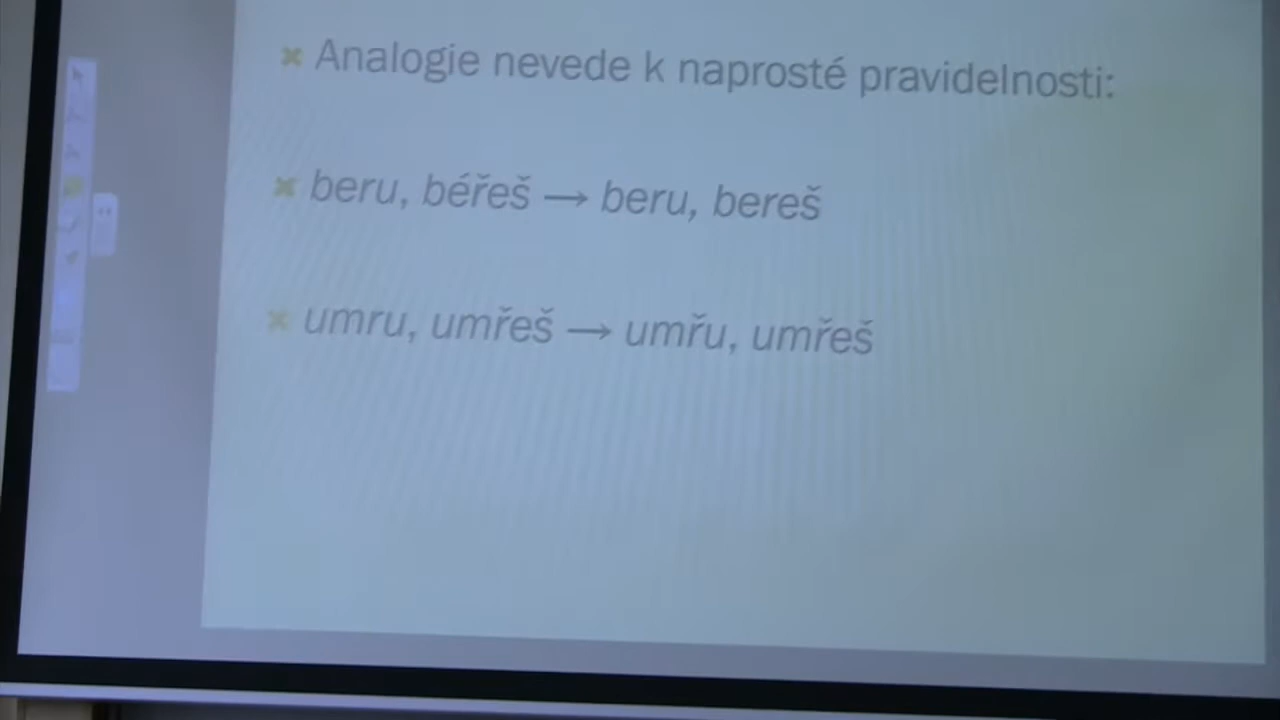 Analogie nevede k naprosté pravidelnosti:
beru, béřeš → beru, bereš
umru, umřeš → umřu, umřeš